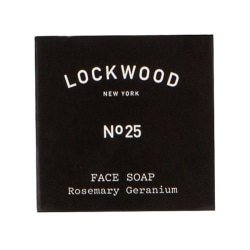 LOCKWOOD
NEW YORK
Nº25
FACE SOAP
Rosemary Geranium